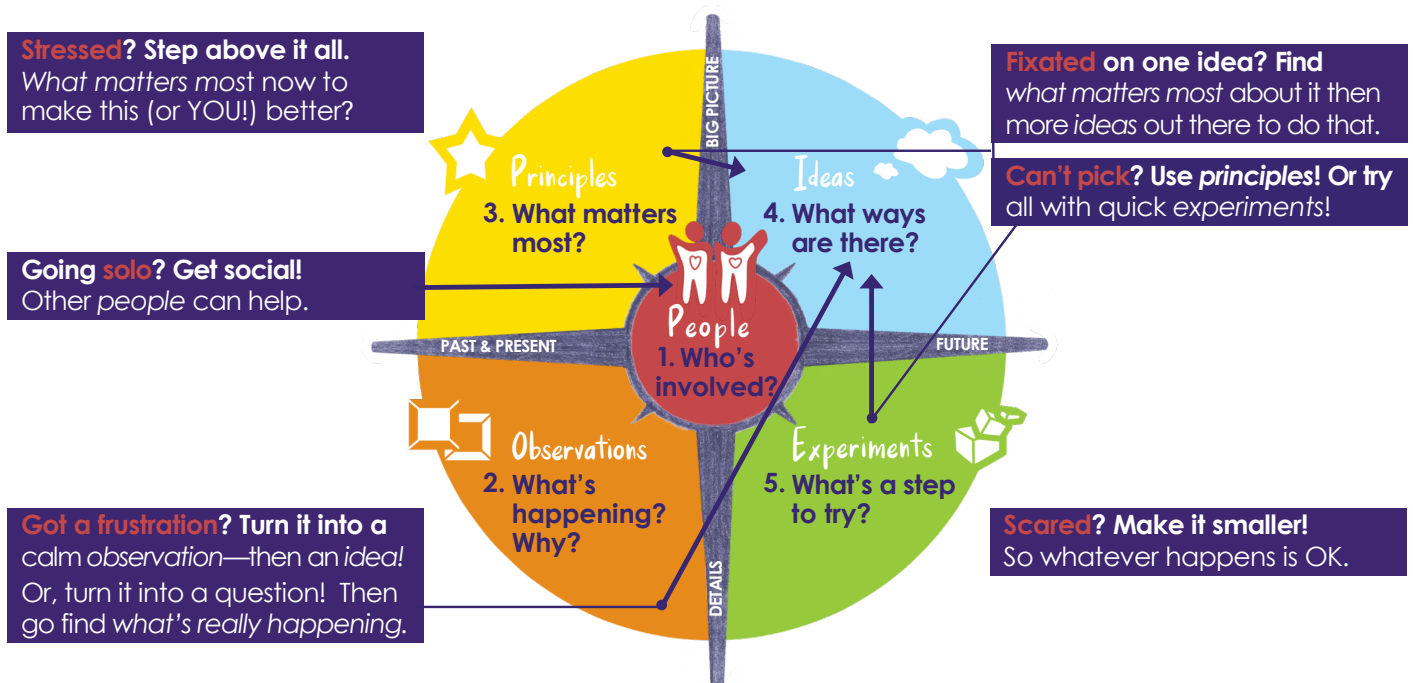 Stressed? Step above it all.
What matters most now to
make this (or YOU!) better?
Going solo? Get social!
Other people can help.
Got a frustration? Turn it into a
calm observation—then an idea!
Or, turn it into a question! Then
go find what's really happening.
BIG PICTURE
Principles
3. What matters
most?
Ideas
4. What ways
are there?
People
1. Who's
involved?
PAST & PRESENT
FUTURE
Observations
2. What's
happening?
Why?
Experiments
5. What's a step
to try?
DETAILS
Fixated on one idea? Find
what matters most about it then
more ideas out there to do that.
Can't pick? Use principles! Or try
all with quick experiments!
Scared? Make it smaller!
So whatever happens is OK.